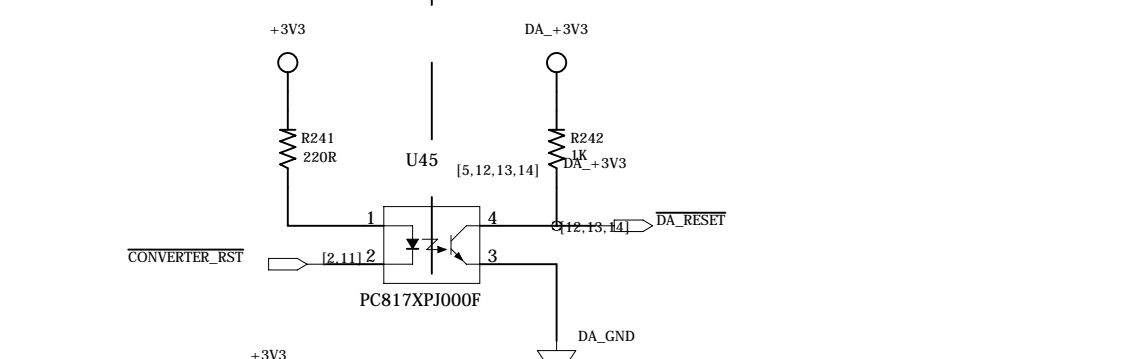 +3V3
DA_+3V3
R241
220R
R242
1K
DA_+3V3
U45
[5,12,13,14]
1
4
[12,13,14]
DA_RESET
CONVERTER_RST
[2,11]
2
3
PC817XPJ000F
DA_GND
+3V3